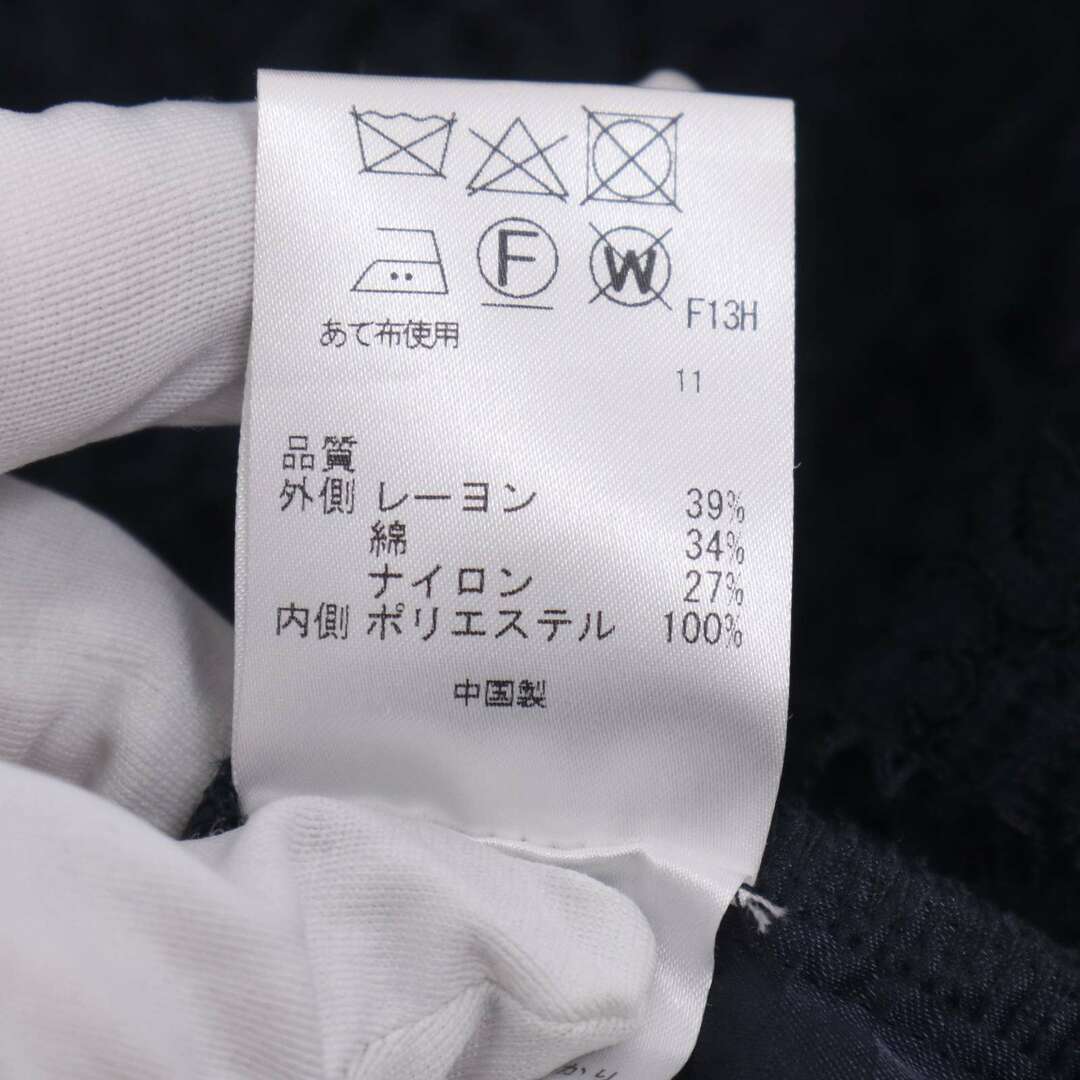 F W
F13H
あて布使用
11
品質
外側 レーヨン 39%
綿 34%
ナイロン 27%
内側 ポリエステル 100%
中国製